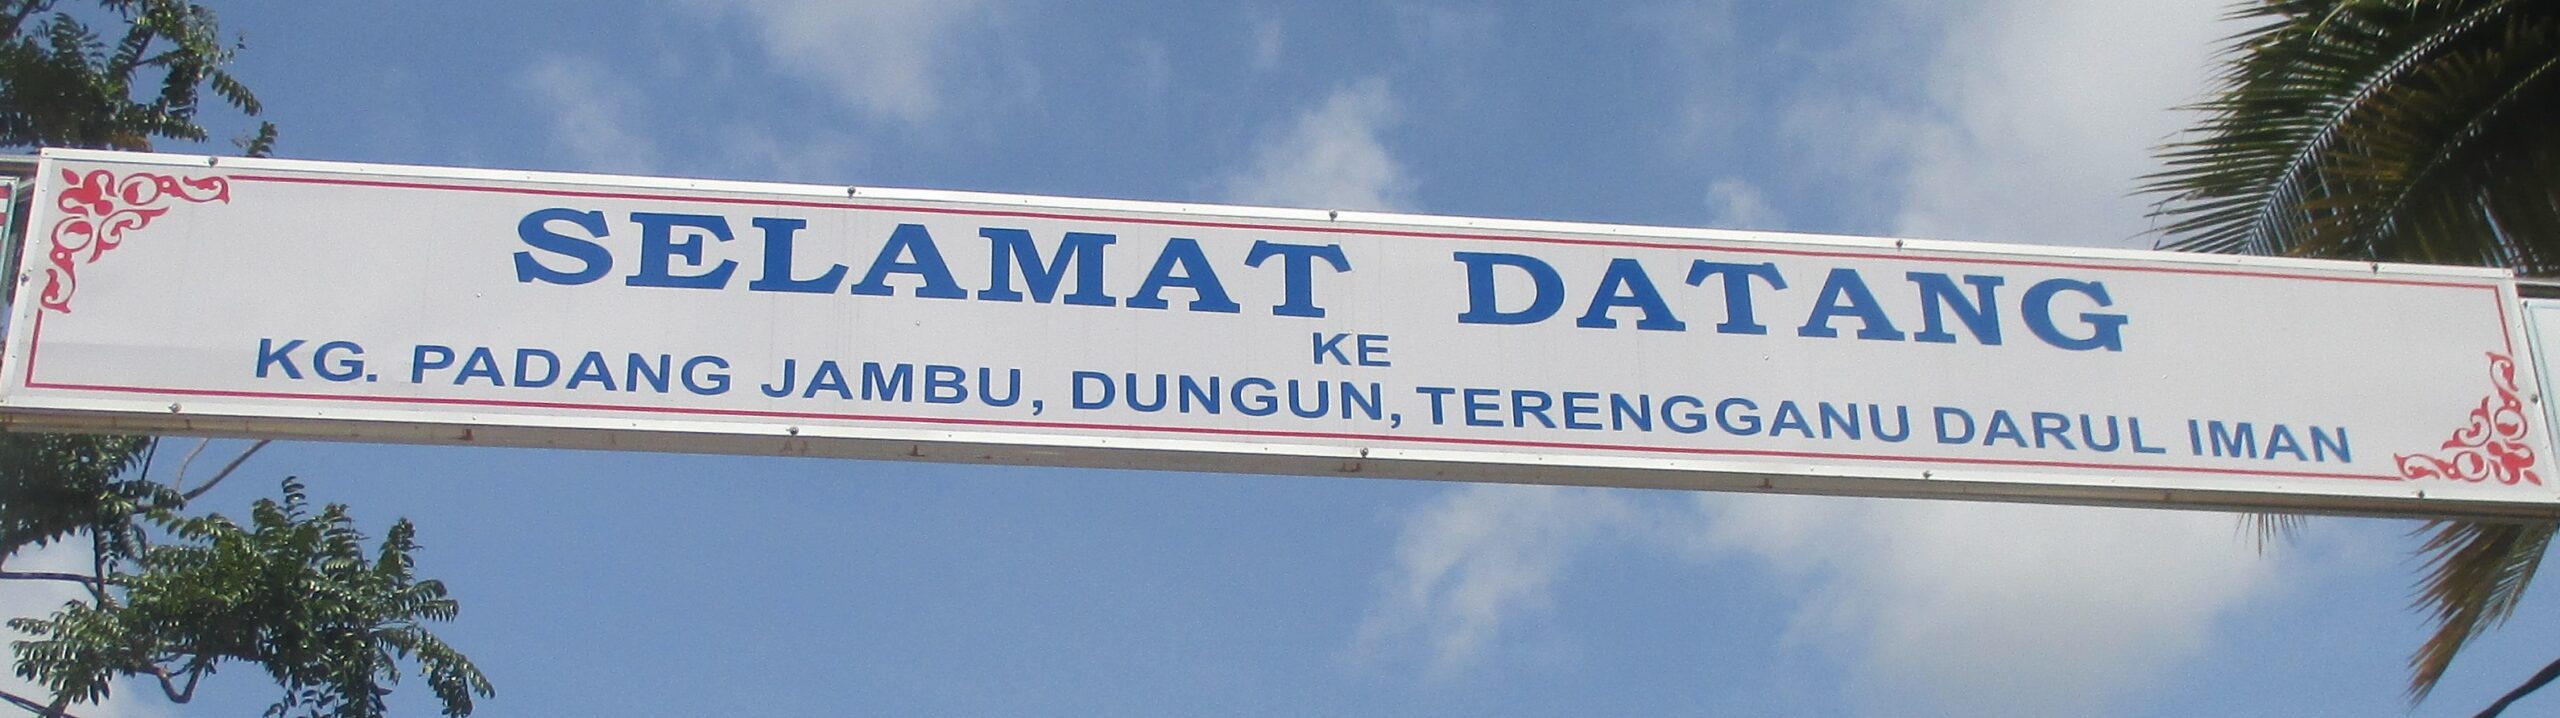 SELAMAT DATANG
KE
KG. PADANG JAMBU, DUNGUN, TERENGGANU DARUL IMAN